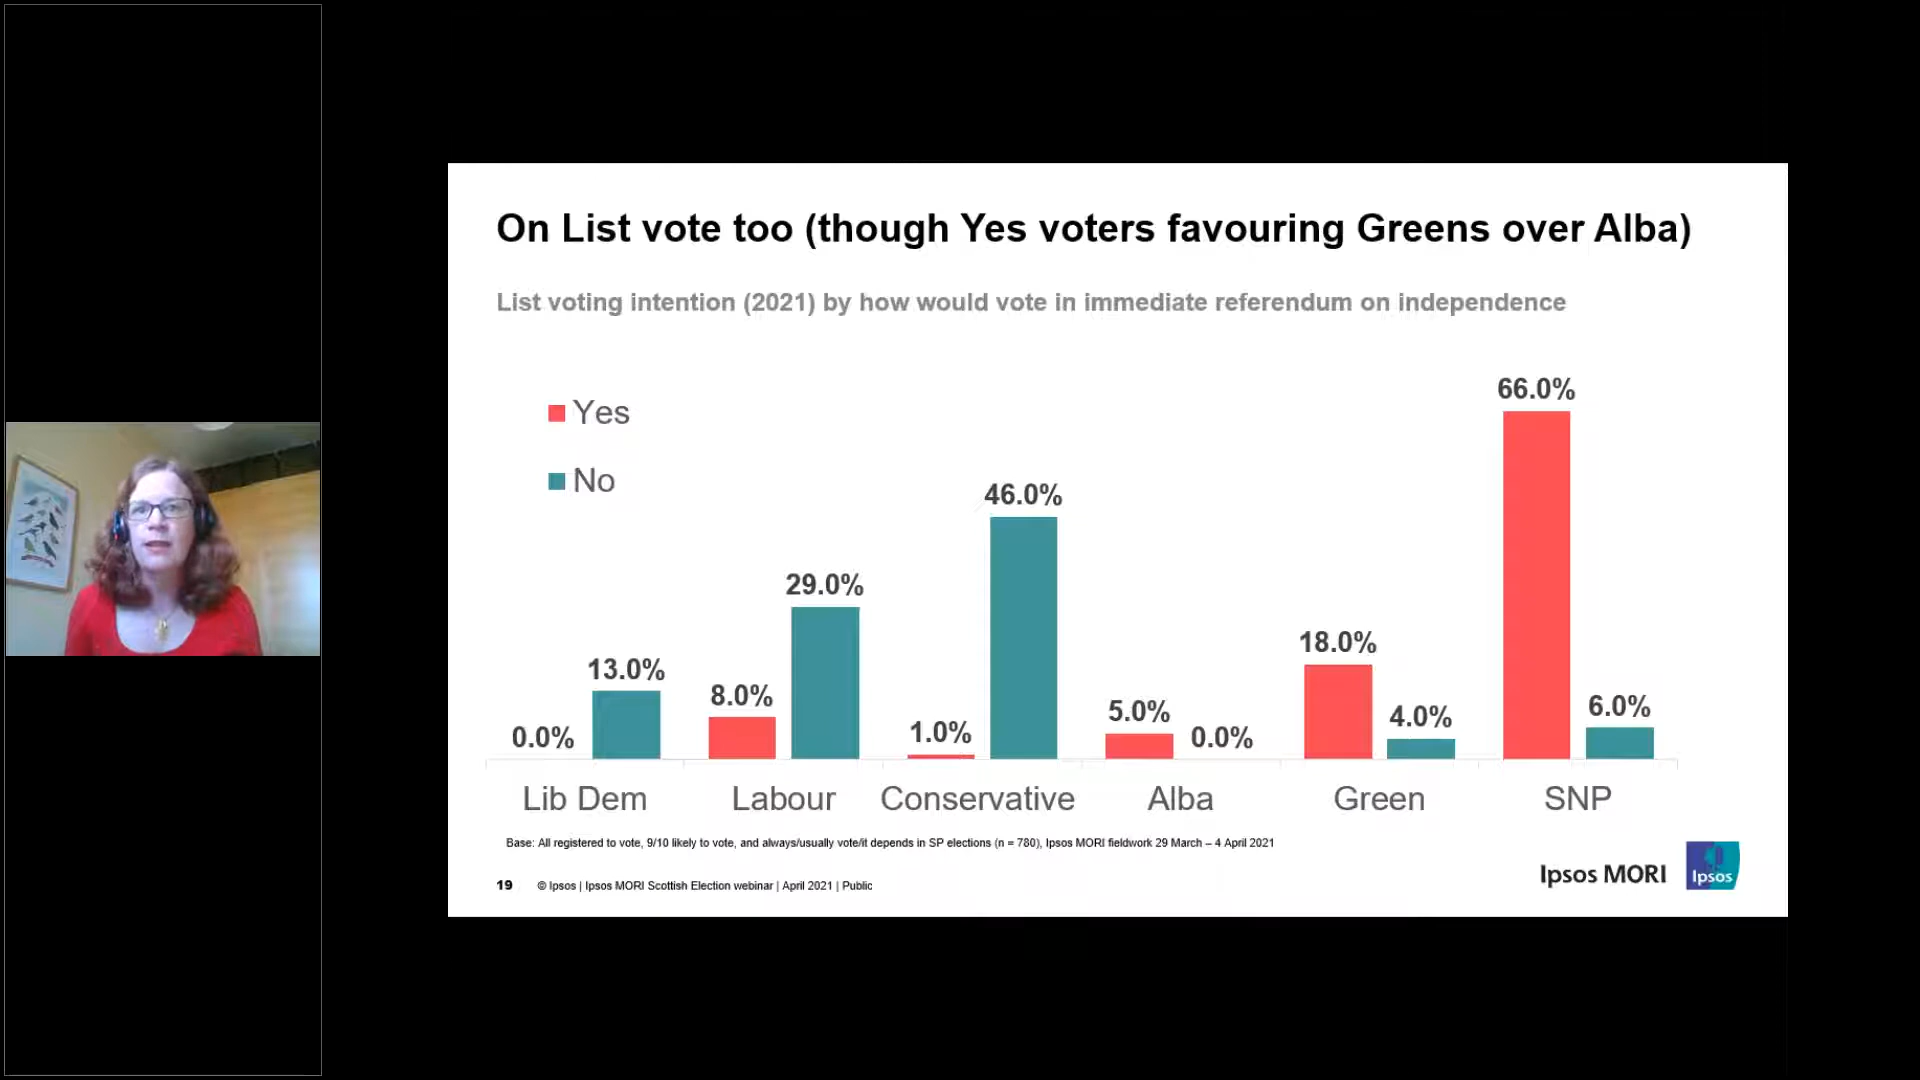 On List vote too (though Yes voters favouring Greens over Alba)
List voting intention (2021) by how would vote in immediate referendum on independence
Yes
No
0.0%
13.0%
8.0%
29.0%
1.0%
46.0%
5.0%
0.0%
18.0%
4.0%
66.0%
6.0%
Lib Dem
Labour
Conservative
Alba
Green
SNP
Base: All registered to vote, 9/10 likely to vote, and always/usually vote/it depends in SP elections (n = 780), Ipsos MORI fieldwork 29 March – 4 April 2021
19 © Ipsos | Ipsos MORI Scottish Election webinar | April 2021 | Public
Ipsos MORI
Ipsos